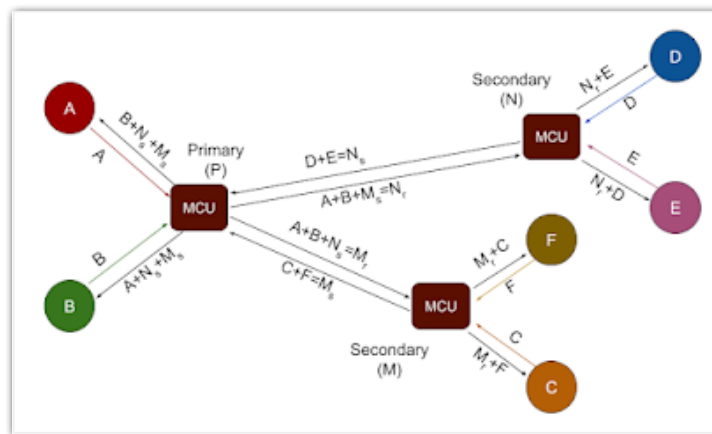 A
B+Nₛ+Mₛ
A
Primary
(P)
MCU
B
A+Nₛ+Mₛ
B
D+E=Nₛ
A+B+Mₛ=Nᵣ
A+B+Nₛ=Mᵣ
C+F=Mₛ
Secondary
(N)
MCU
Nᵣ+E
D
D
E
Nᵣ+D
E
MCU
Secondary
(M)
Mᵣ+C
F
F
C
Mᵣ+F
C